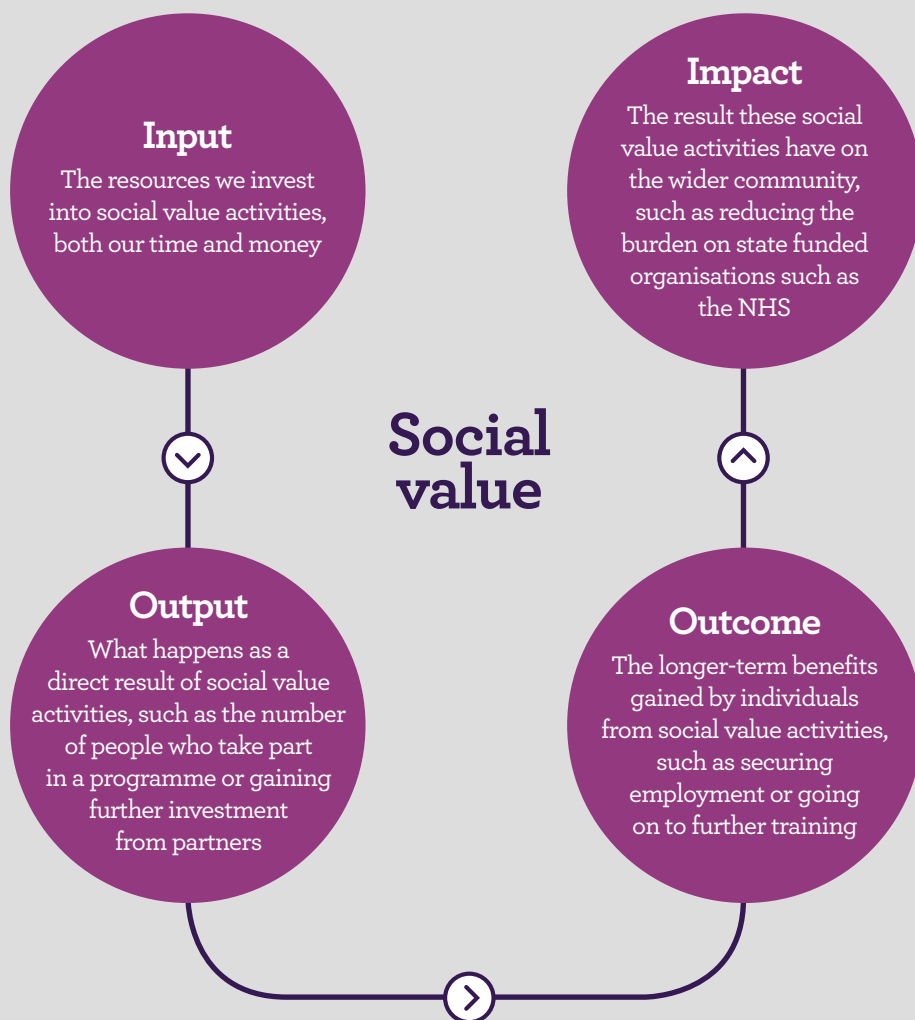 Input
The resources we invest
into social value activities,
both our time and money
Output
What happens as a
direct result of social value
activities, such as the number
of people who take part
in a programme or gaining
further investment
from partners
Social
value
Outcome
The longer-term benefits
gained by individuals
from social value activities,
such as securing
employment or going
on to further training
Impact
The result these social
value activities have on
the wider community,
such as reducing the
burden on state funded
organisations such as
the NHS